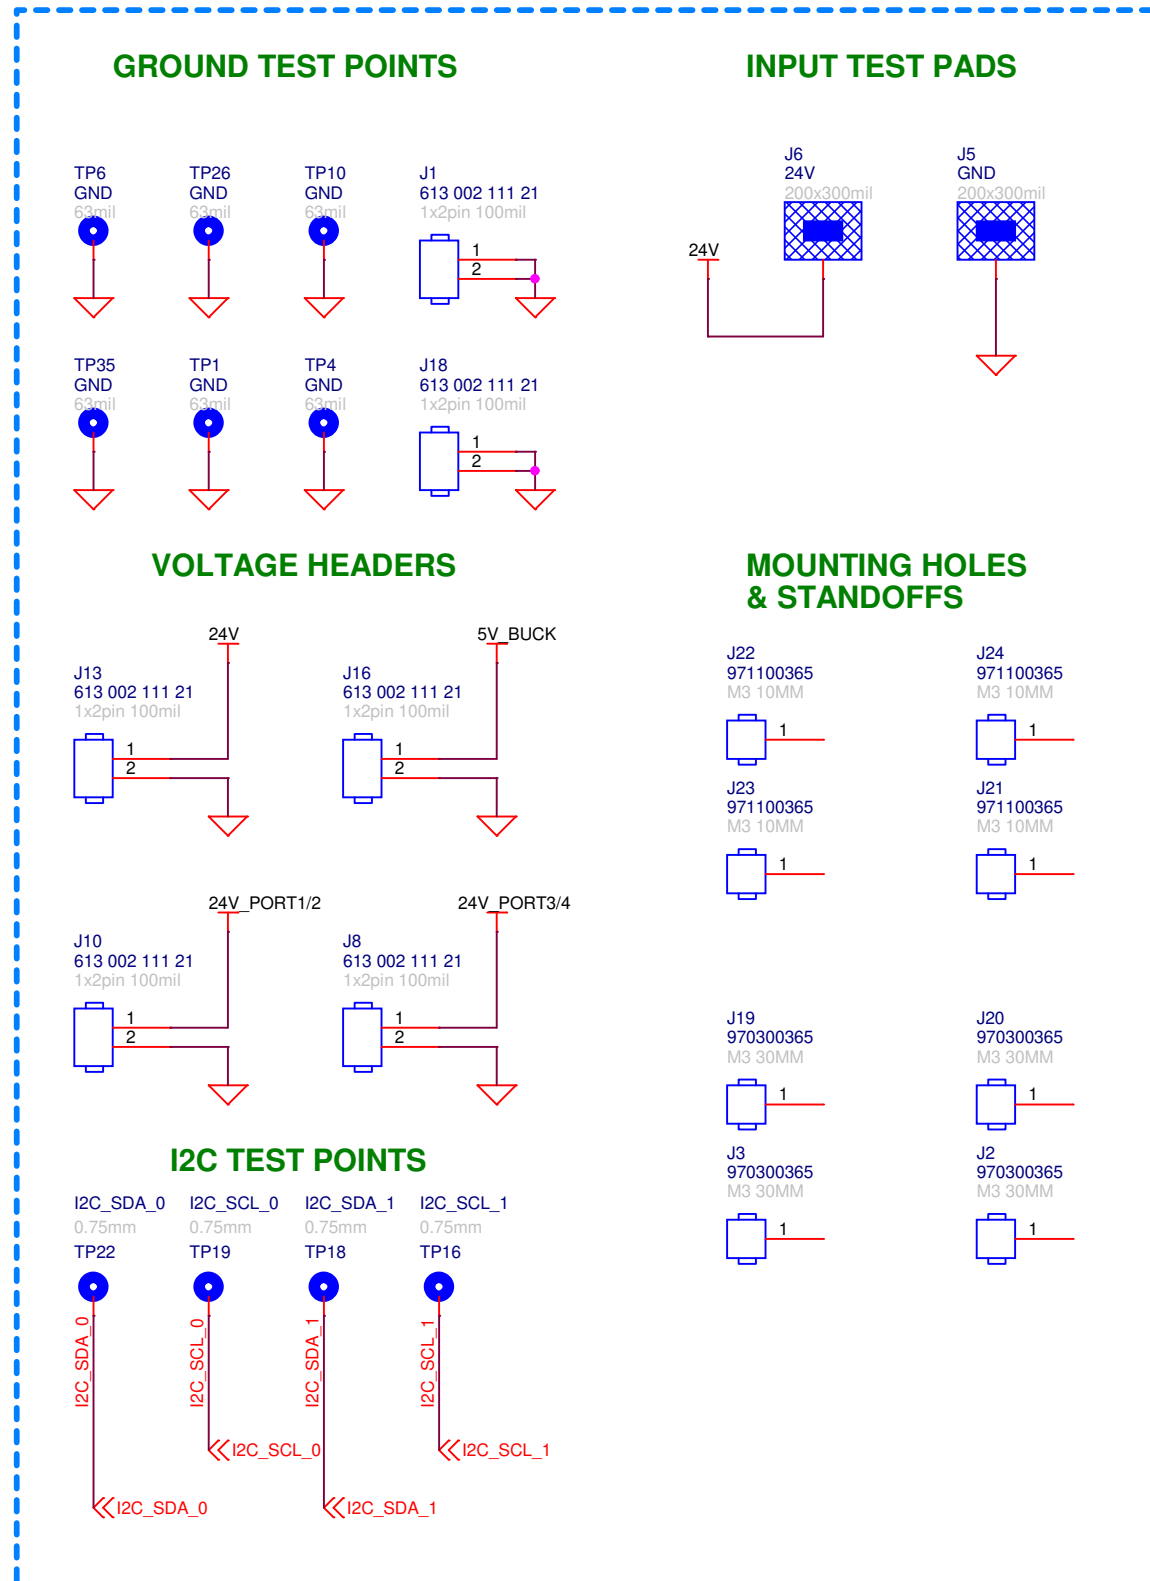 GROUND TEST POINTS
TP6
GND
63mil
TP26
GND
63mil
TP10
GND
63mil
J1
613 002 111 21
1x2pin 100mil
1
2
TP35
GND
63mil
TP1
GND
63mil
TP4
GND
63mil
J18
613 002 111 21
1x2pin 100mil
1
2
INPUT TEST PADS
J6
24V
200x300mil
24V
J5
GND
200x300mil
VOLTAGE HEADERS
24V
J13
613 002 111 21
1x2pin 100mil
1
2
5V_BUCK
J16
613 002 111 21
1x2pin 100mil
1
2
24V_PORT1/2
J10
613 002 111 21
1x2pin 100mil
1
2
24V_PORT3/4
J8
613 002 111 21
1x2pin 100mil
1
2
MOUNTING HOLES
& STANDOFFS
J22
971100365
M3 10MM
1
J24
971100365
M3 10MM
1
J23
971100365
M3 10MM
1
J21
971100365
M3 10MM
1
J19
970300365
M3 30MM
1
J20
970300365
M3 30MM
1
J3
970300365
M3 30MM
1
J2
970300365
M3 30MM
1
I2C TEST POINTS
I2C_SDA_0
0.75mm
TP22
I2C_SDA_0
I2C_SDA_0
I2C_SCL_0
0.75mm
TP19
I2C_SCL_0
I2C_SCL_0
I2C_SDA_1
0.75mm
TP18
I2C_SDA_1
I2C_SDA_1
I2C_SCL_1
0.75mm
TP16
I2C_SCL_1
I2C_SCL_1